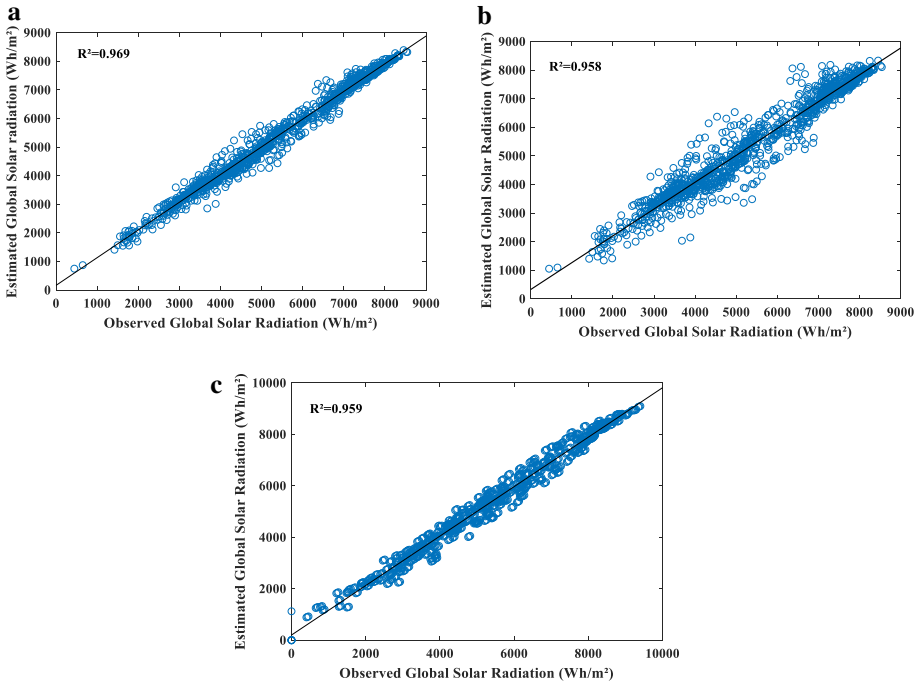 a
Estimated Global Solar radiation (Wh/m²)
R²=0.969
9000
8000
7000
6000
5000
4000
3000
2000
1000
0
0 1000 2000 3000 4000 5000 6000 7000 8000 9000
Observed Global Solar Radiation (Wh/m²)
b
Estimated Global Solar Radiation (Wh/m²)
R²=0.958
9000
8000
7000
6000
5000
4000
3000
2000
1000
0
0 1000 2000 3000 4000 5000 6000 7000 8000 9000
Observed Global Solar Radiation (Wh/m²)
c
Estimated Global Solar Radiation (Wh/m²)
R²=0.959
10000
8000
6000
4000
2000
0
0 2000 4000 6000 8000 10000
Observed Global Solar Radiation (Wh/m²)